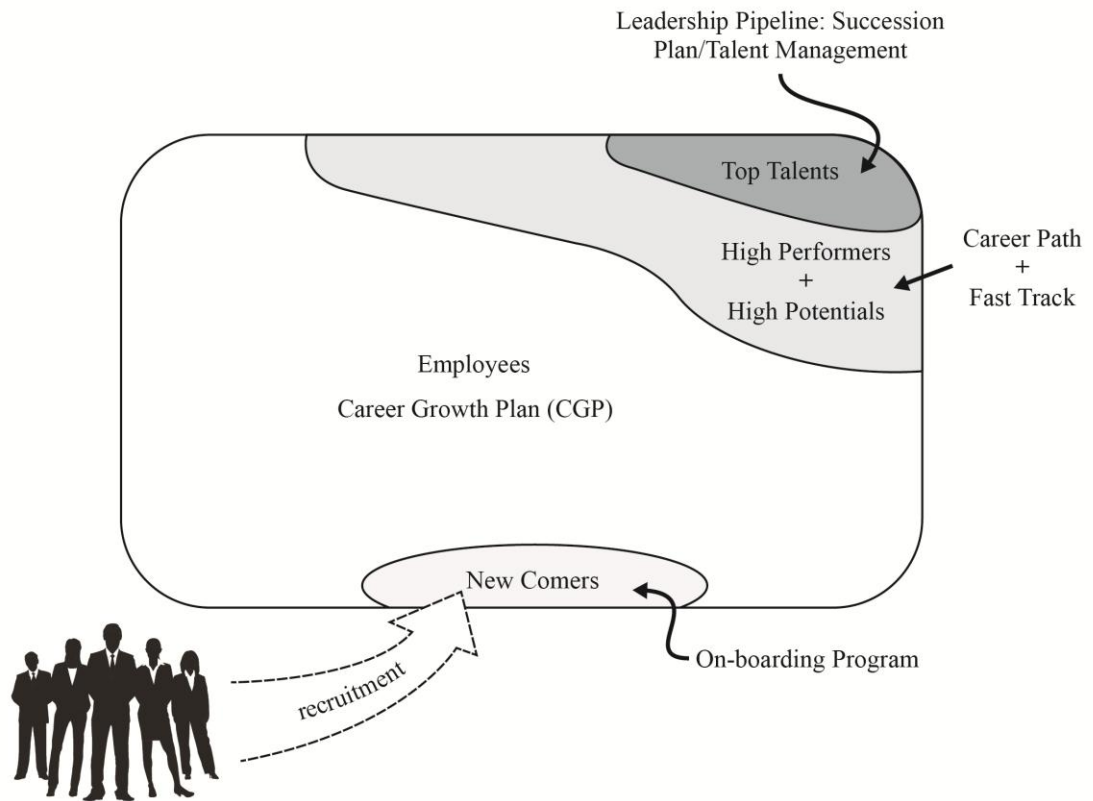 Leadership Pipeline: Succession
Plan/Talent Management
Top Talents
High Performers
+
High Potentials
Career Path
+
Fast Track
Employees
Career Growth Plan (CGP)
New Comers
On-boarding Program
recruitment